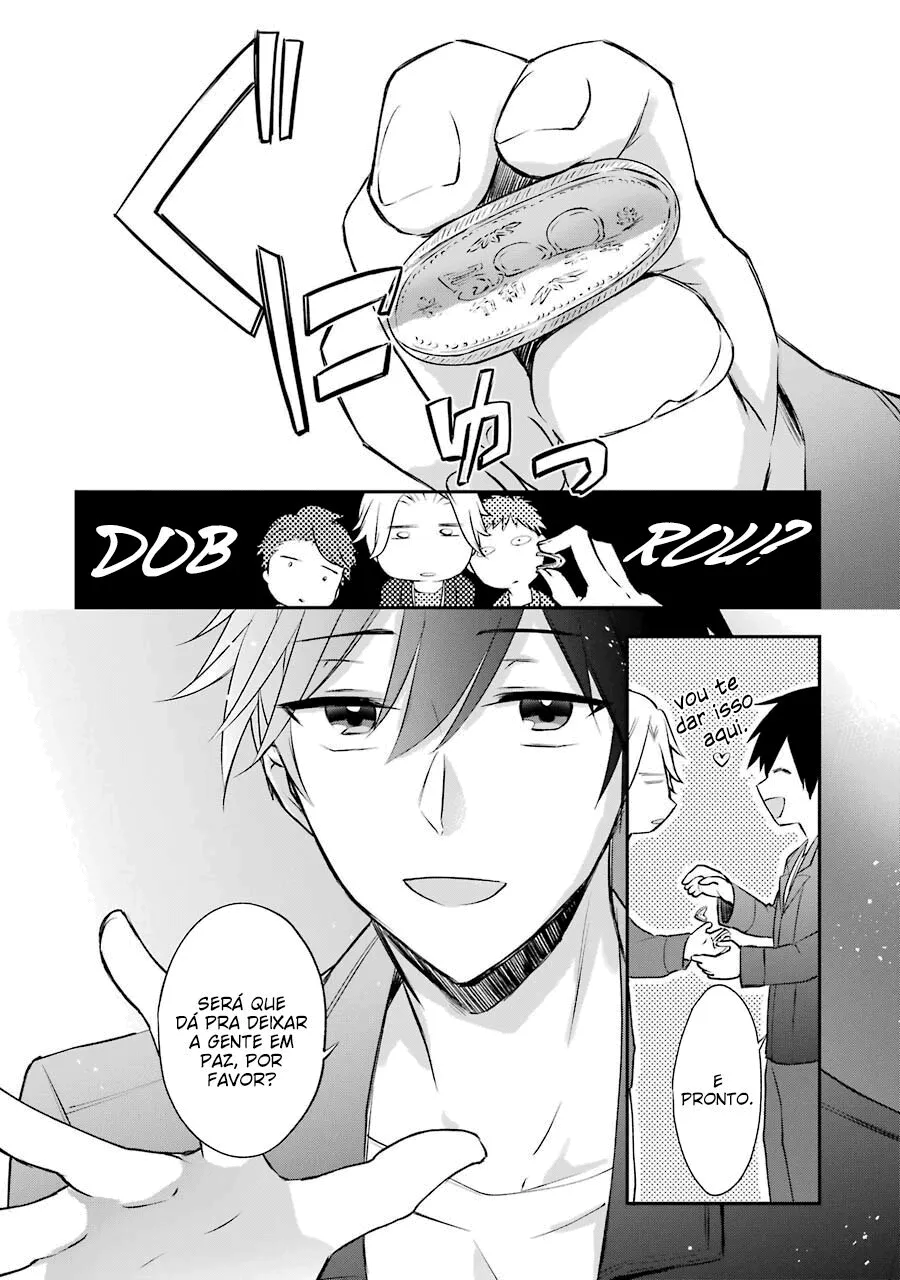 ぐ
に
ゅ
っ
DOB ROU?
vou te
dar isso
aqui.♡
E
PRONTO.
SERÁ QUE
DÁ PRA DEIXAR
A GENTE EM
PAZ, POR
FAVOR?